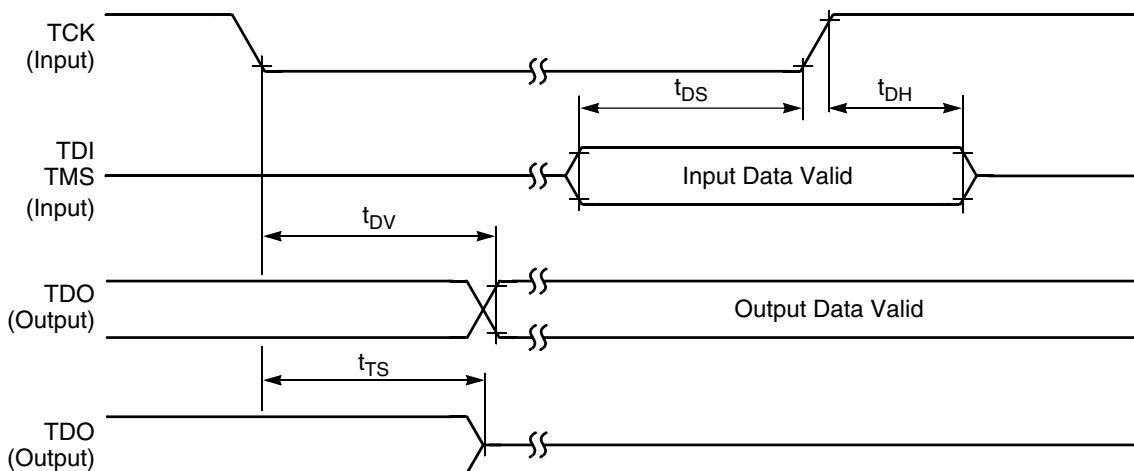 TCK
(Input)
tDS
tDH
TDI
TMS
(Input)
Input Data Valid
tDV
TDO
(Output)
Output Data Valid
tTS
TDO
(Output)